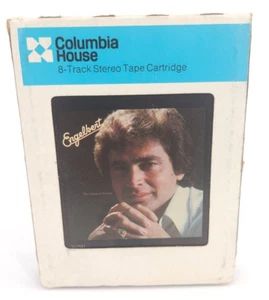 Columbia
House
8-Track Stereo Tape Cartridge
Engelbert